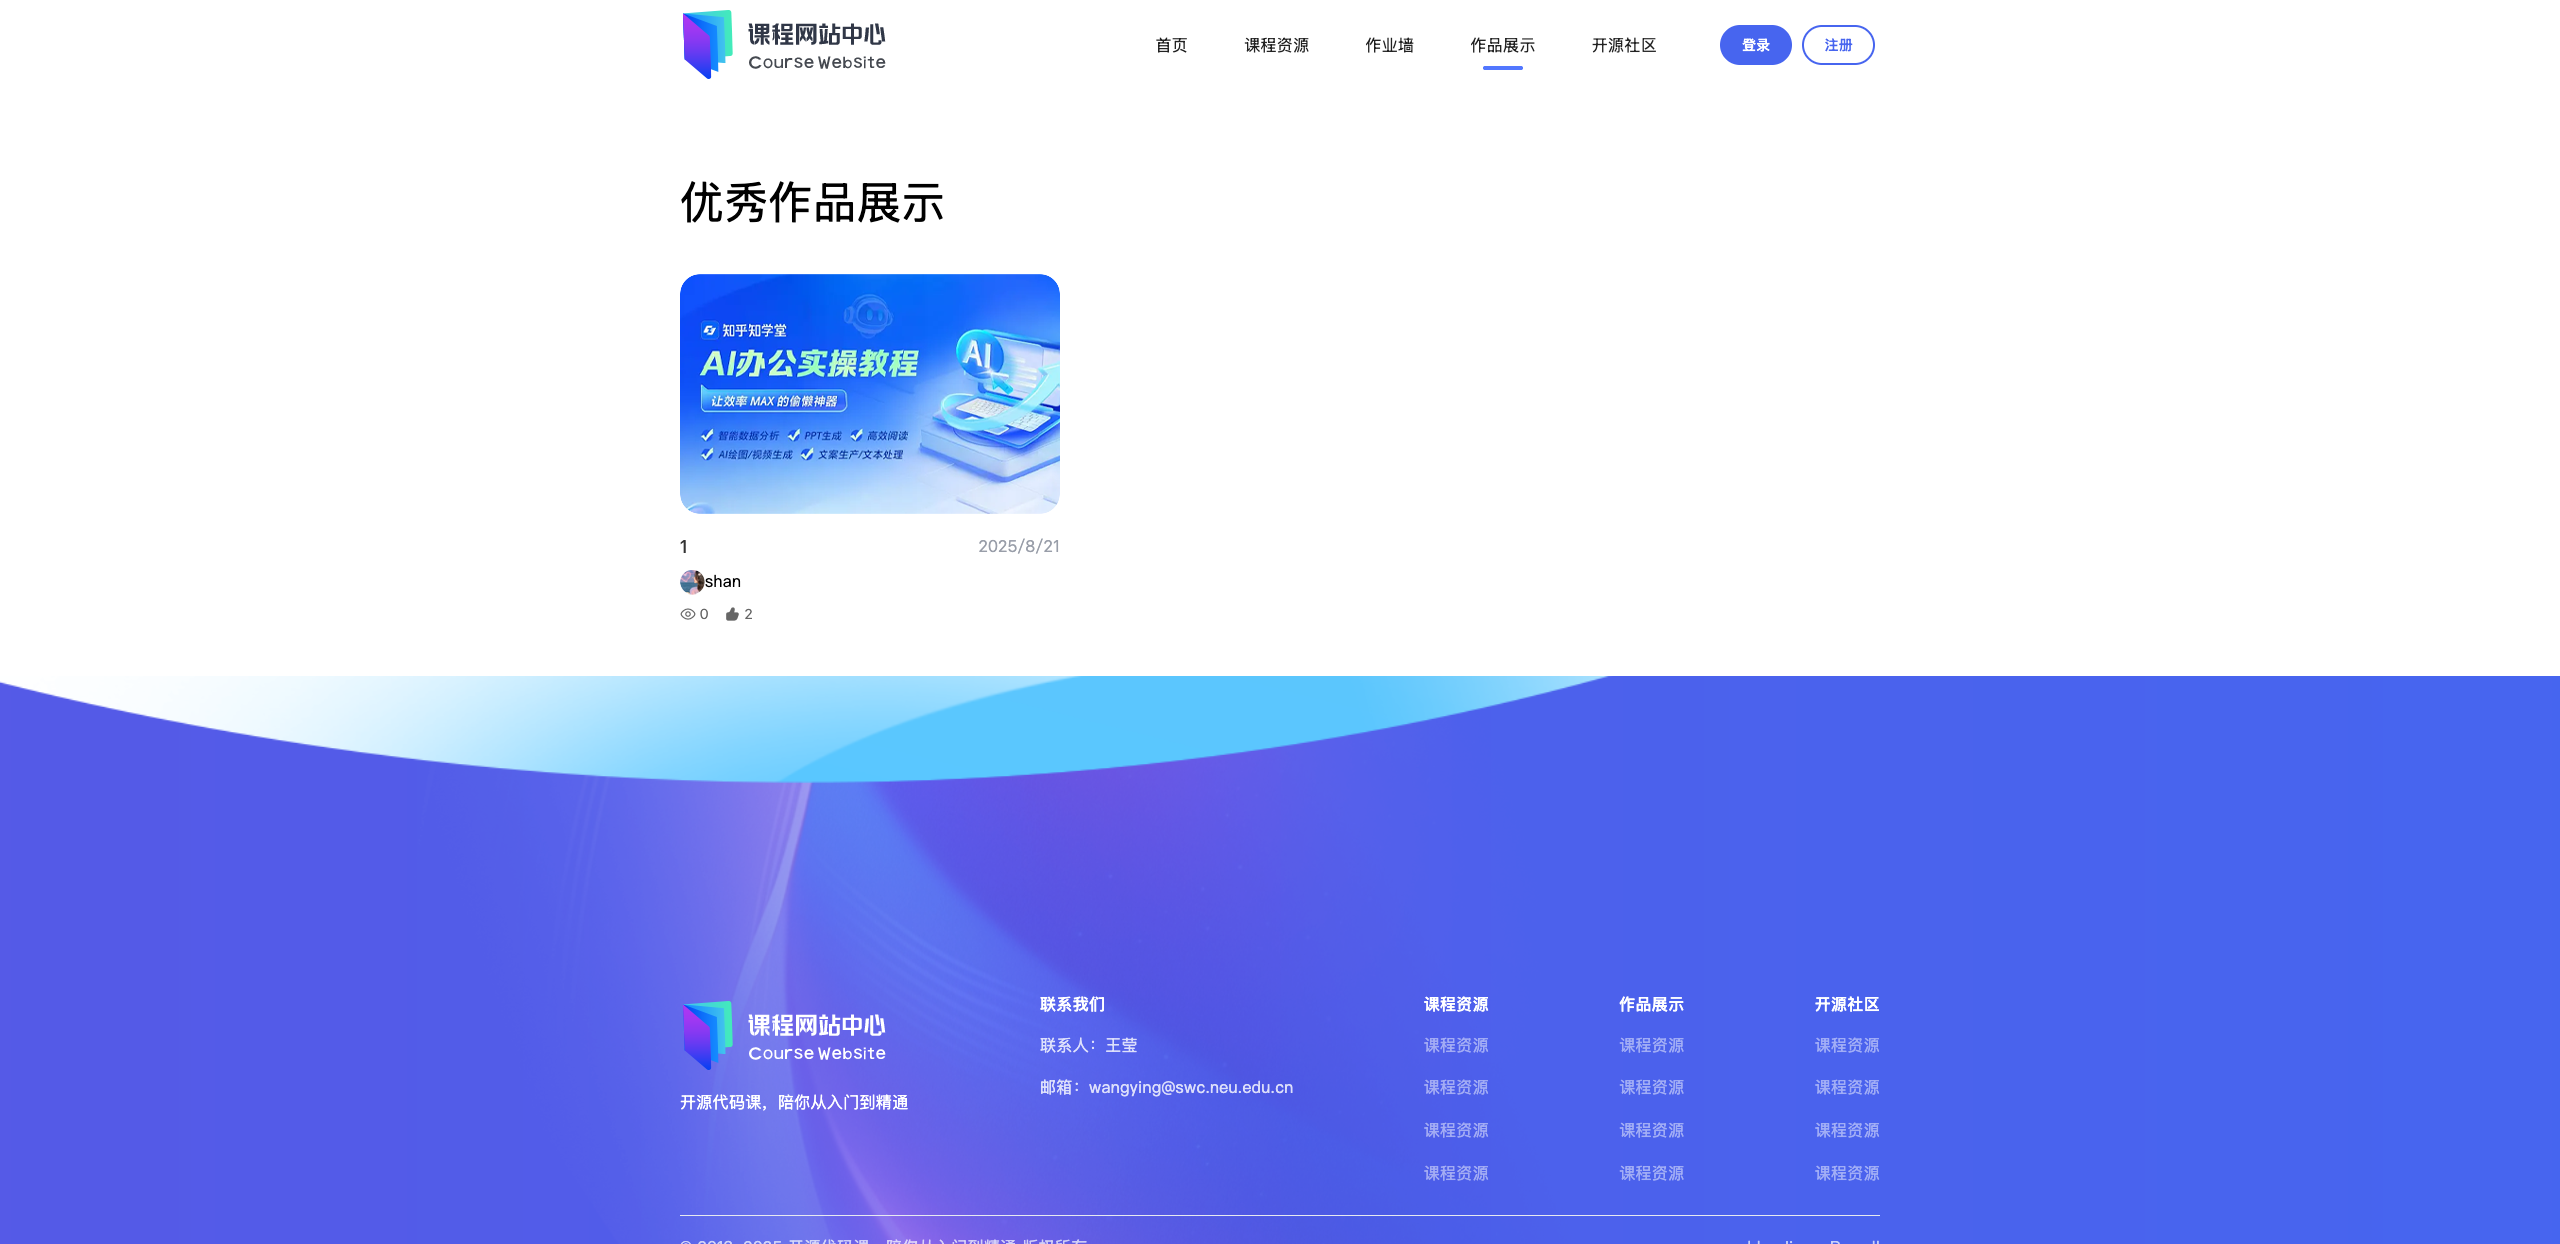 课程网站中心
Course Website
首页 课程资源 作业墙 作品展示 开源社区 登录 注册
优秀作品展示
知乎知学堂
AI办公实操教程
让效率 MAX 的偷懒神器
智能数据分析 PPT生成 高效阅读
AI绘图/视频生成 文案生产/文本处理
AI
1 2025/8/21
shan
0 2
课程网站中心
Course Website
开源代码课，陪你从入门到精通
联系我们
联系人：王莹
邮箱：wangying@swc.neu.edu.cn
课程资源 作品展示 开源社区
课程资源 课程资源 课程资源
课程资源 课程资源 课程资源
课程资源 课程资源 课程资源
课程资源 课程资源 课程资源